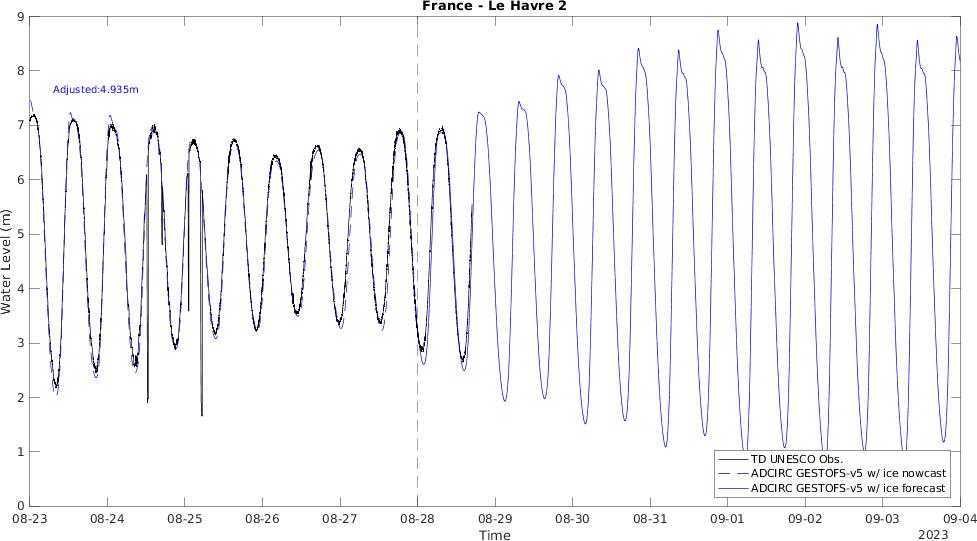 France - Le Havre 2
Adjusted:4.935m
Water Level (m)
9
8
7
6
5
4
3
2
1
0
TD UNESCO Obs.
ADCIRC GESTOFS-v5 w/ ice nowcast
ADCIRC GESTOFS-v5 w/ ice forecast
08-23 08-24 08-25 08-26 08-27 08-28 08-29 08-30 08-31 09-01 09-02 09-03 09-04
Time
2023